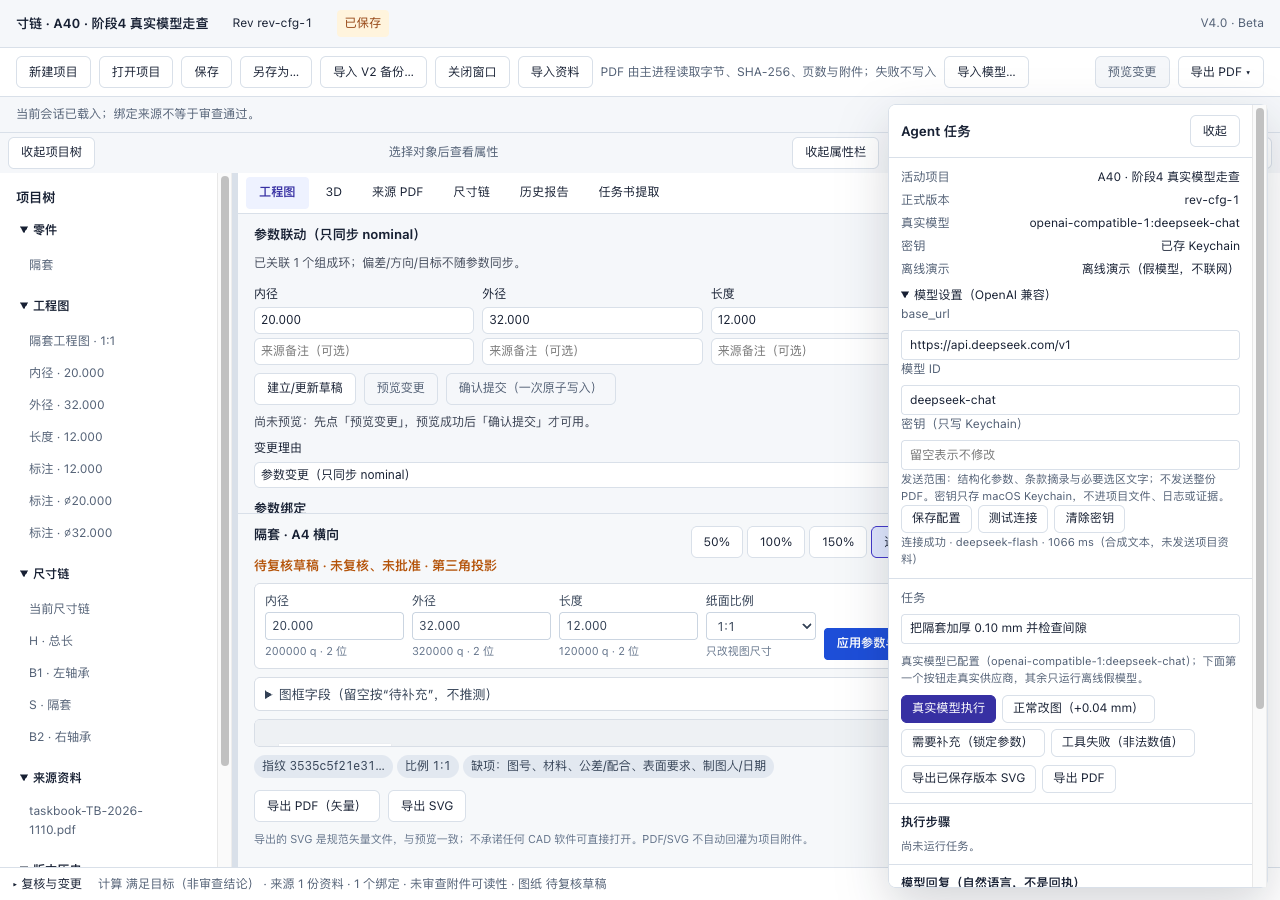 寸链 · A40 · 阶段4 真实模型走查 Rev rev-cfg-1 已保存 V4.0 · Beta
新建项目 打开项目 保存 另存为… 导入 V2 备份… 关闭窗口 导入资料 PDF 由主进程读取字节、SHA-256、页数与附件；失败不写入 导入模型… 预览变更 导出 PDF ▾
当前会话已载入；绑定来源不等于审查通过。
收起项目树 选择对象后查看属性 收起属性栏
项目树
▼ 零件
隔套
▼ 工程图
隔套工程图 · 1:1
内径 · 20.000
外径 · 32.000
长度 · 12.000
标注 · 12.000
标注 · ⌀20.000
标注 · ⌀32.000
▼ 尺寸链
当前尺寸链
H · 总长
B1 · 左轴承
S · 隔套
B2 · 右轴承
▼ 来源资料
taskbook-TB-2026-
1110.pdf
工程图 3D 来源 PDF 尺寸链 历史报告 任务书提取
参数联动（只同步 nominal）
已关联 1 个组成环；偏差/方向/目标不随参数同步。
内径 外径 长度
20.000 32.000 12.000
来源备注（可选） 来源备注（可选） 来源备注（可选）
建立/更新草稿 预览变更 确认提交（一次原子写入）
尚未预览：先点「预览变更」，预览成功后「确认提交」才可用。
变更理由
参数变更（只同步 nominal）
参数绑定
隔套 · A4 横向 50% 100% 150%
待复核草稿 · 未复核、未批准 · 第三角投影
内径 外径 长度 纸面比例
20.000 32.000 12.000 1:1
200000 q · 2 位 320000 q · 2 位 120000 q · 2 位 只改视图尺寸 应用参数
▶ 图框字段（留空按“待补充”，不推测）
指纹 3535c5f21e31… 比例 1:1 缺项：图号、材料、公差/配合、表面要求、制图人/日期
导出 PDF（矢量） 导出 SVG
导出的 SVG 是规范矢量文件，与预览一致；不承诺任何 CAD 软件可直接打开。PDF/SVG 不自动回灌为项目附件。
Agent 任务 收起
活动项目 A40 · 阶段4 真实模型走查
正式版本 rev-cfg-1
真实模型 openai-compatible-1:deepseek-chat
密钥 已存 Keychain
离线演示 离线演示（假模型，不联网）
▼ 模型设置（OpenAI 兼容）
base_url
https://api.deepseek.com/v1
模型 ID
deepseek-chat
密钥（只写 Keychain）
留空表示不修改
发送范围：结构化参数、条款摘录与必要选区文字；不发送整份
PDF。密钥只存 macOS Keychain，不进项目文件、日志或证据。
保存配置 测试连接 清除密钥
连接成功 · deepseek-flash · 1066 ms（合成文本，未发送项目资
料）
任务
把隔套加厚 0.10 mm 并检查间隙
真实模型已配置（openai-compatible-1:deepseek-chat）；下面第
一个按钮走真实供应商，其余只运行离线假模型。
真实模型执行 正常改图（+0.04 mm）
需要补充（锁定参数） 工具失败（非法数值）
导出已保存版本 SVG 导出 PDF
执行步骤
尚未运行任务。
模型回复（自然语言，不是回执）
▸ 复核与变更 计算 满足目标（非审查结论） · 来源 1 份资料 · 1 个绑定 · 未审查附件可读性 · 图纸 待复核草稿